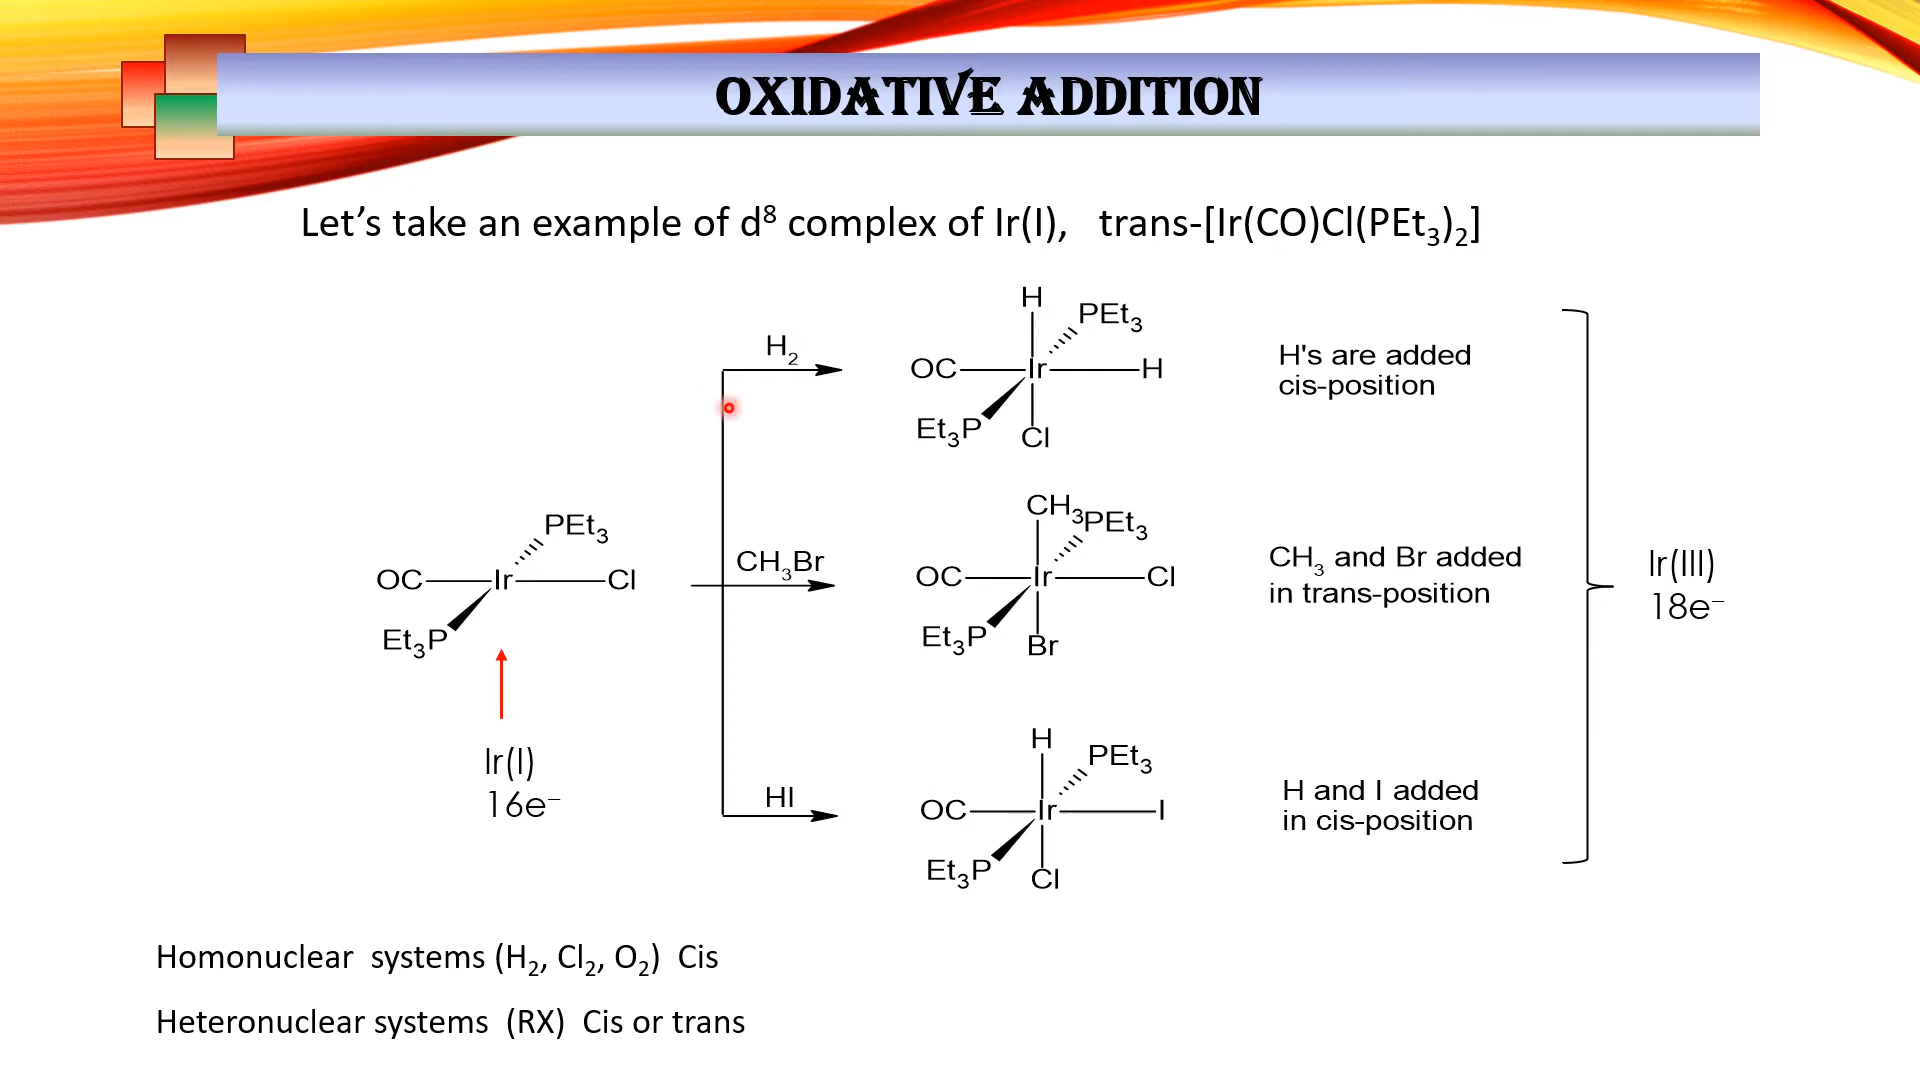 OXIDATIVE ADDITION
Let’s take an example of d⁸ complex of Ir(I), trans-[Ir(CO)Cl(PEt₃)₂]
H₂
H
PEt₃
OC Ir H
Et₃P
Cl
H's are added
cis-position
PEt₃
OC Ir Cl
Et₃P
Ir(I)
16e⁻
CH₃Br
CH₃
PEt₃
OC Ir Cl
Et₃P
Br
CH₃ and Br added
in trans-position
Ir(III)
18e⁻
HI
H
PEt₃
OC Ir I
Et₃P
Cl
H and I added
in cis-position
Homonuclear systems (H₂, Cl₂, O₂) Cis
Heteronuclear systems (RX) Cis or trans